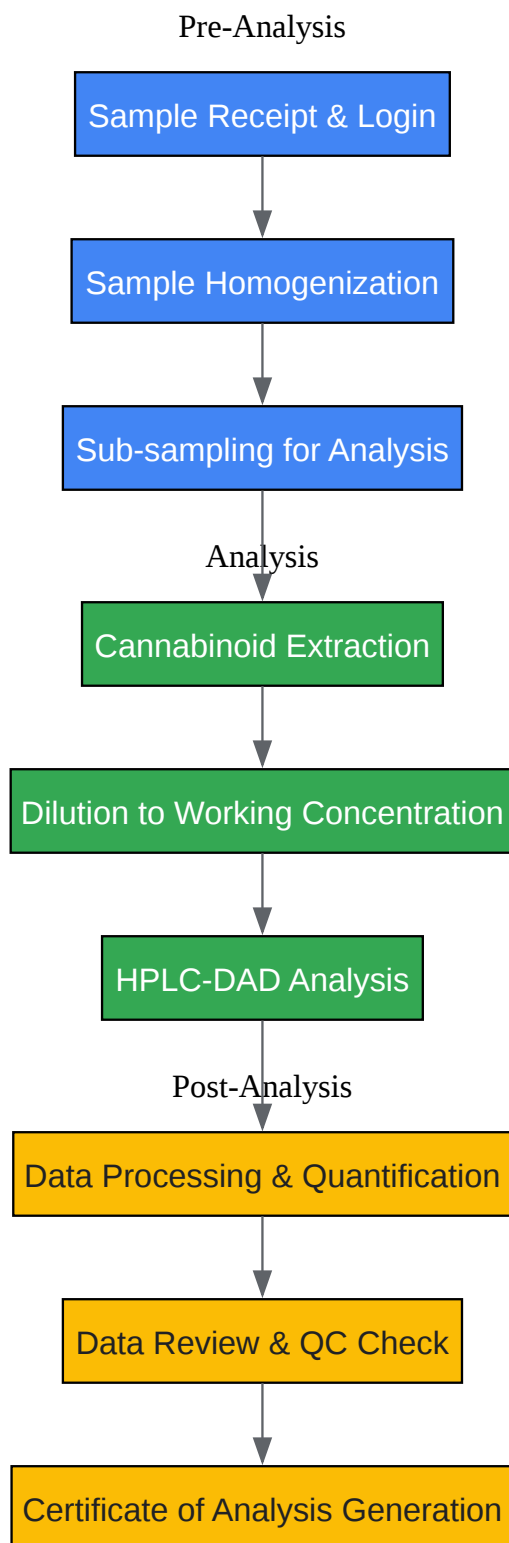 Pre-Analysis
Sample Receipt & Login
Sample Homogenization
Sub-sampling for Analysis
Analysis
Cannabinoid Extraction
Dilution to Working Concentration
HPLC-DAD Analysis
Post-Analysis
Data Processing & Quantification
Data Review & QC Check
Certificate of Analysis Generation